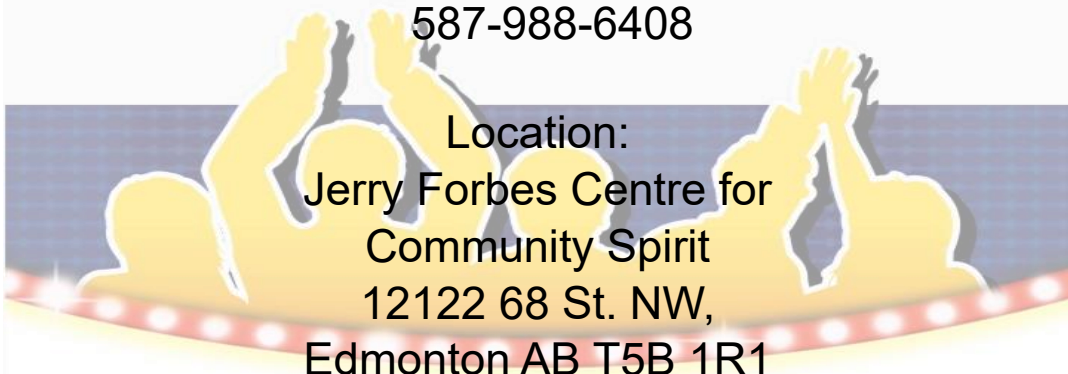 587-988-6408
Location:
Jerry Forbes Centre for
Community Spirit
12122 68 St. NW,
Edmonton AB T5B 1R1